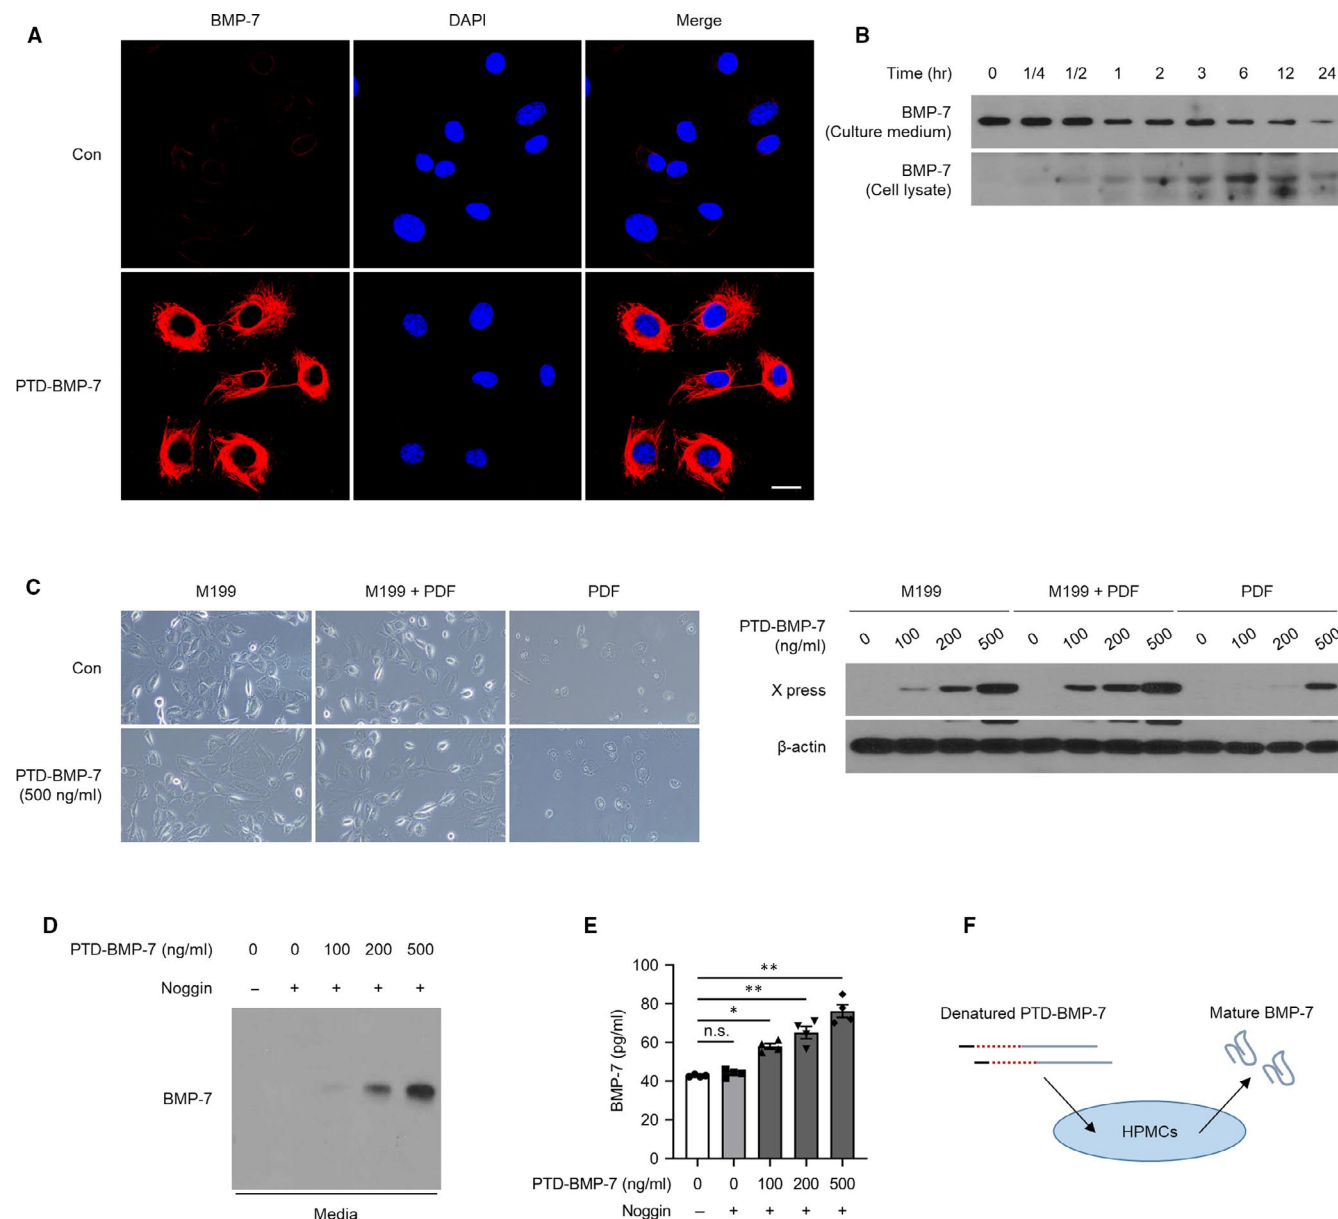 A
BMP-7 DAPI Merge
Con
PTD-BMP-7
B
Time (hr) 0 1/4 1/2 1 2 3 6 12 24
BMP-7
(Culture medium)
BMP-7
(Cell lysate)
C
M199 M199 + PDF PDF
Con
PTD-BMP-7
(500 ng/ml)
M199 M199 + PDF PDF
PTD-BMP-7
(ng/ml)
0 100 200 500 0 100 200 500 0 100 200 500
X press
β-actin
D
PTD-BMP-7 (ng/ml) 0 0 100 200 500
Noggin – + + + +
BMP-7
Media
E
BMP-7 (pg/ml)
100
80
60
40
20
0
**
**
*
n.s.
PTD-BMP-7 (ng/ml) 0 0 100 200 500
Noggin – + + + +
F
Denatured PTD-BMP-7
Mature BMP-7
HPMCs